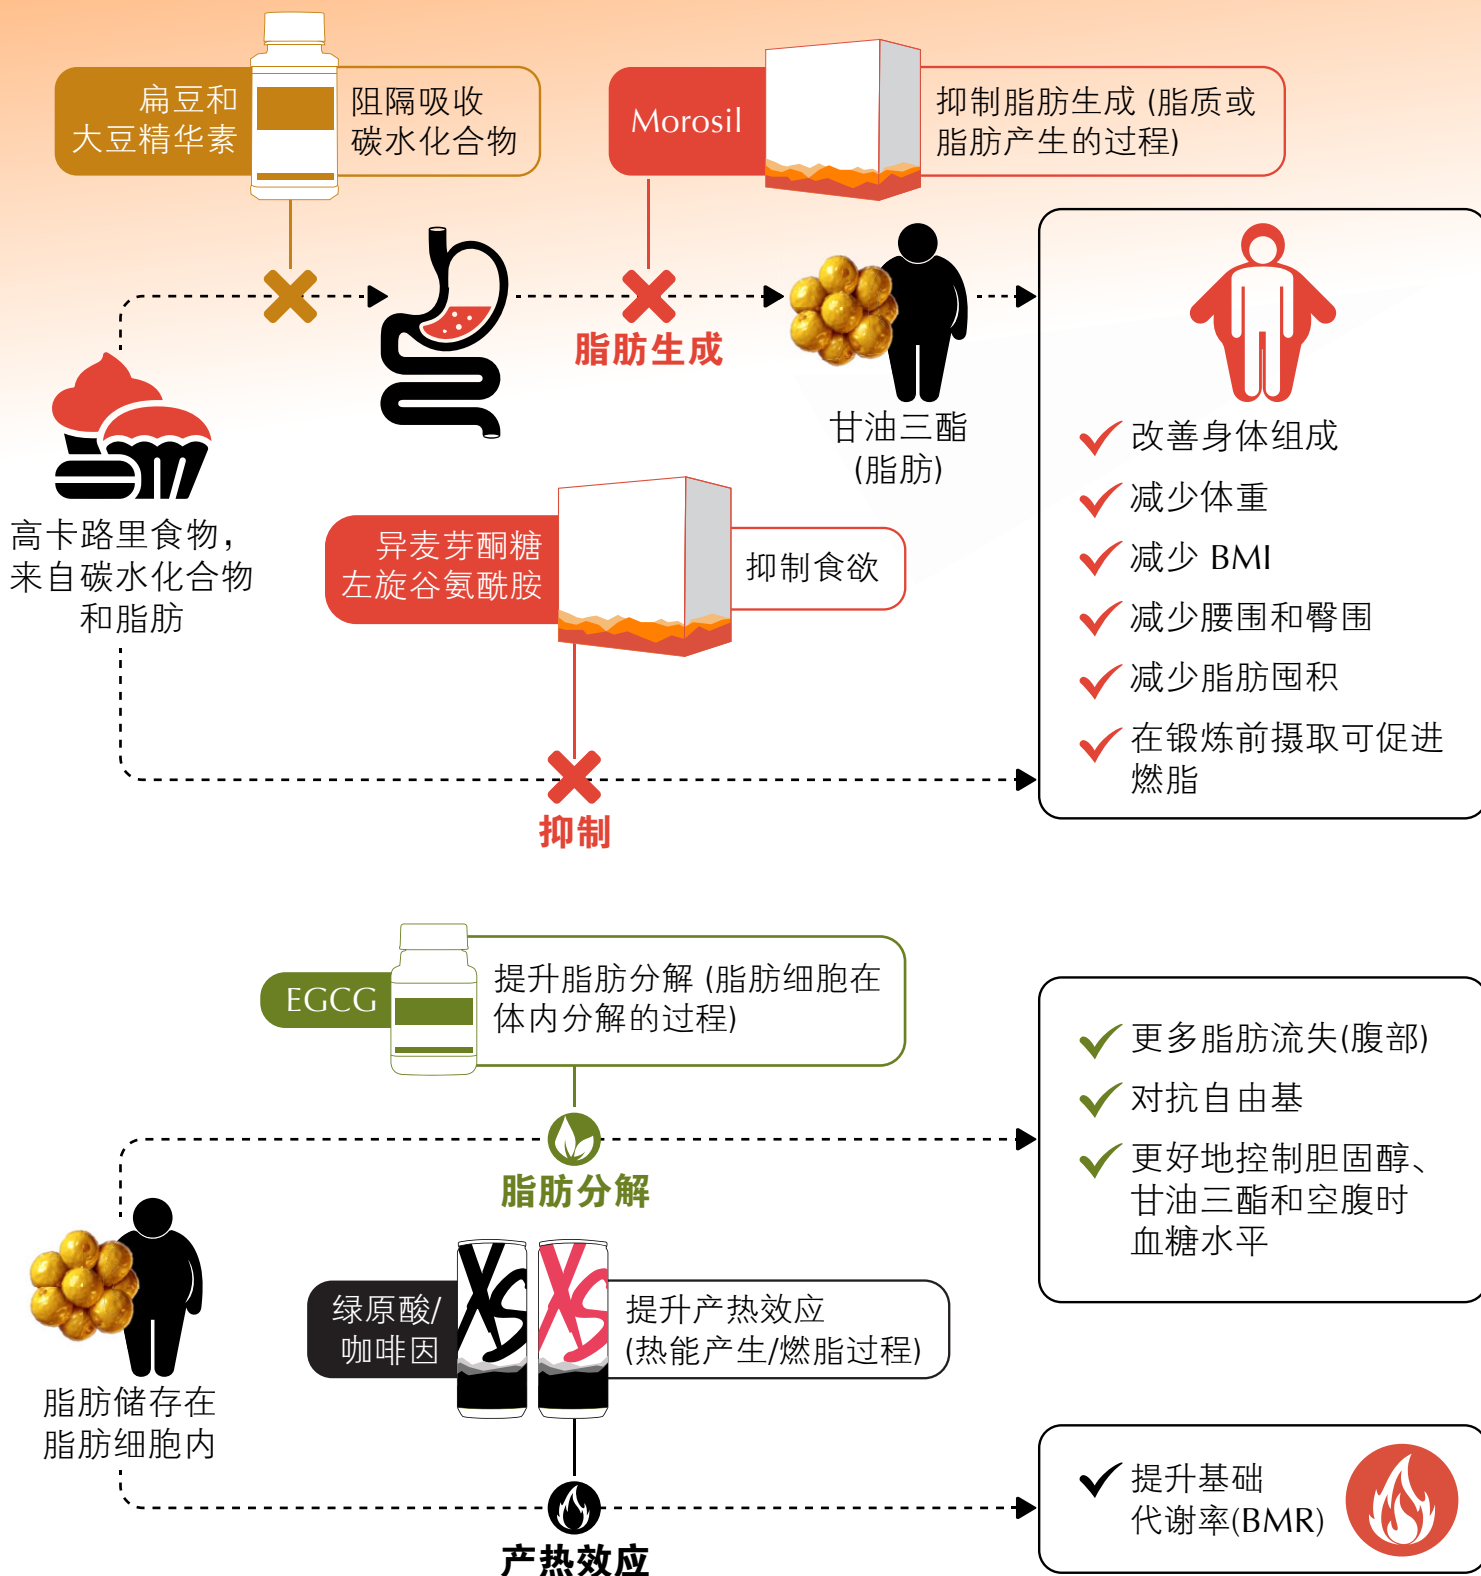 扁豆和
大豆精华素
阻隔吸收
碳水化合物
Morosil
抑制脂肪生成 (脂质或
脂肪产生的过程)
脂肪生成
甘油三酯
(脂肪)
高卡路里食物，
来自碳水化合物
和脂肪
异麦芽酮糖
左旋谷氨酰胺
抑制食欲
抑制
改善身体组成
减少体重
减少 BMI
减少腰围和臀围
减少脂肪囤积
在锻炼前摄取可促进
燃脂
EGCG
提升脂肪分解 (脂肪细胞在
体内分解的过程)
脂肪分解
更多脂肪流失(腹部)
对抗自由基
更好地控制胆固醇、
甘油三酯和空腹时
血糖水平
脂肪储存在
脂肪细胞内
绿原酸/
咖啡因
XS
XS
提升产热效应
(热能产生/燃脂过程)
产热效应
提升基础
代谢率(BMR)